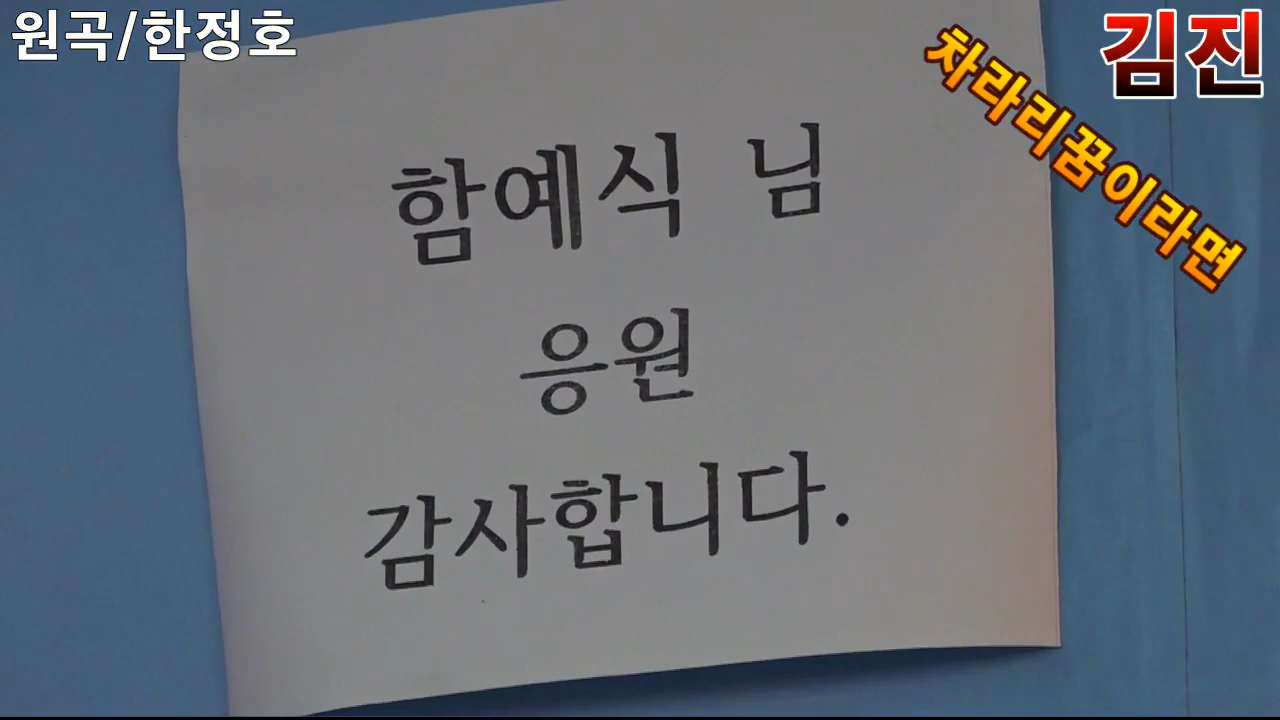 원곡/한정호
김진
차라리꿈이라면
함예식 님
응원
감사합니다.